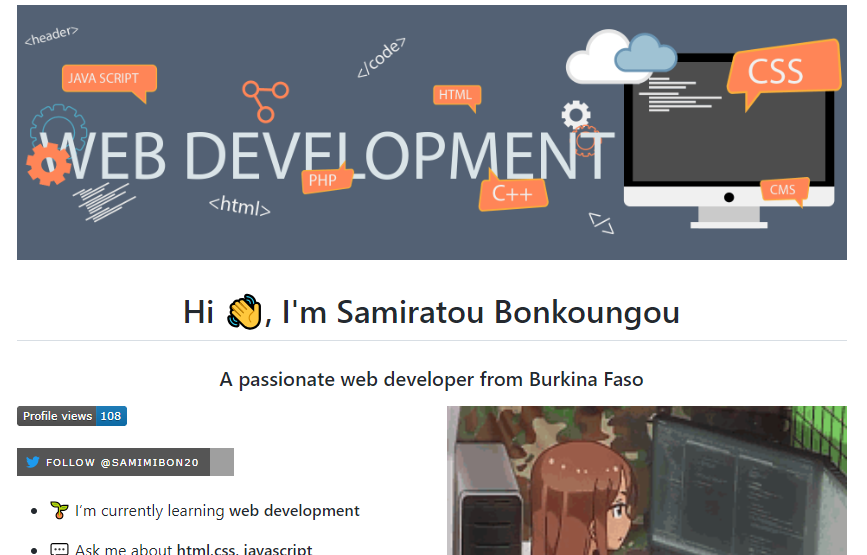 <header>
</code>
JAVA SCRIPT
HTML
CSS
WEB DEVELOPMENT
PHP
C++
CMS
<html>
</>
Hi 👋, I'm Samiratou Bonkoungou
A passionate web developer from Burkina Faso
Profile views 108
FOLLOW @SAMIMIBON20
🌱 I'm currently learning web development
💬 Ask me about html,css, javascript